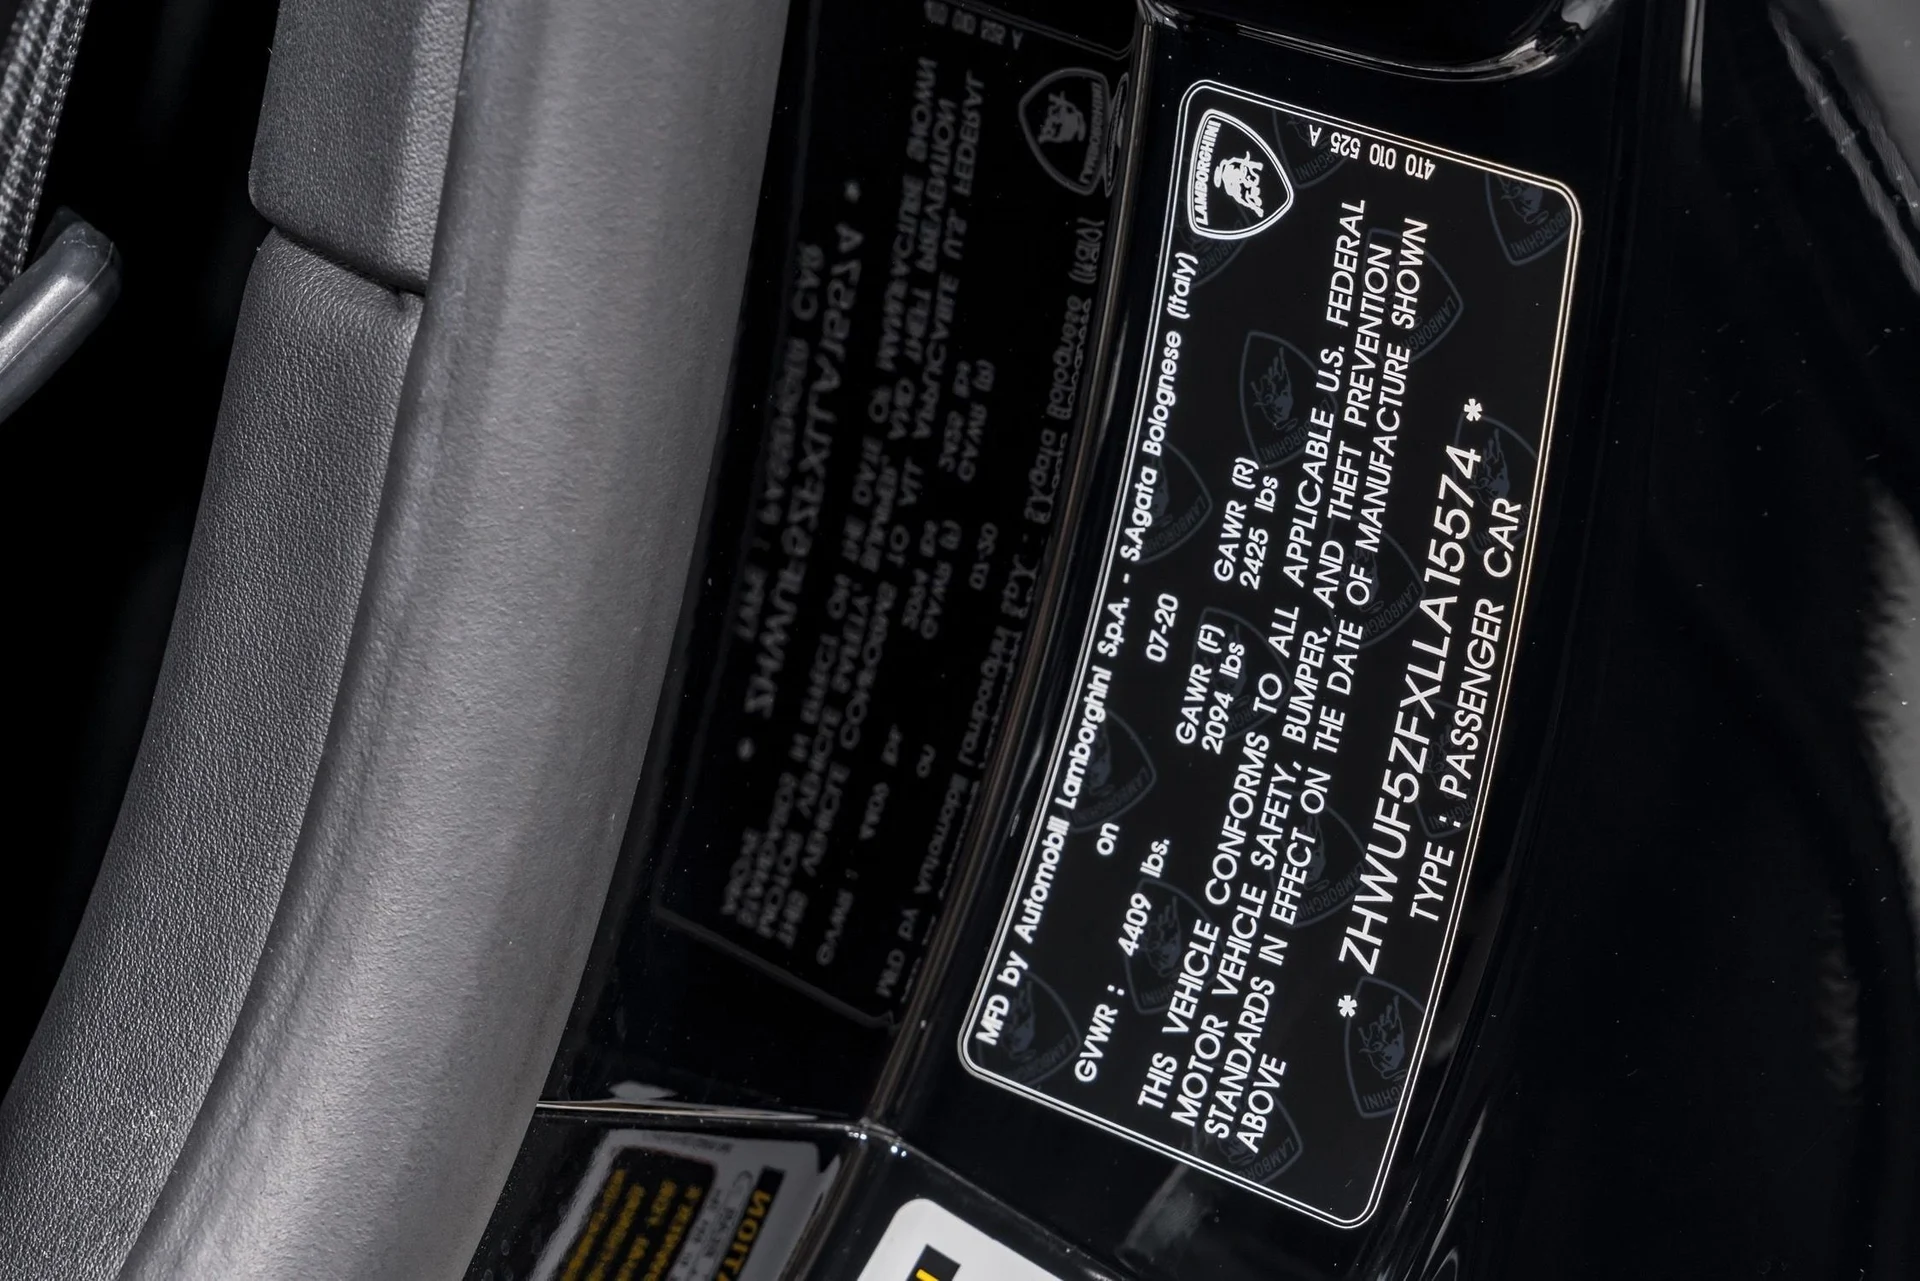 LAMBORGHINI
4T0 010 525 A
MFD by Automobili Lamborghini S.p.A. - S.Agata Bolognese (Italy)
on 07-20
GVWR : 4409 lbs. GAWR (F) GAWR (R)
2094 lbs 2425 lbs
THIS VEHICLE CONFORMS TO ALL APPLICABLE U.S. FEDERAL
MOTOR VEHICLE SAFETY, BUMPER, AND THEFT PREVENTION
STANDARDS IN EFFECT ON THE DATE OF MANUFACTURE SHOWN
ABOVE
* ZHWUF5ZFXLLA15574 *
TYPE : PASSENGER CAR